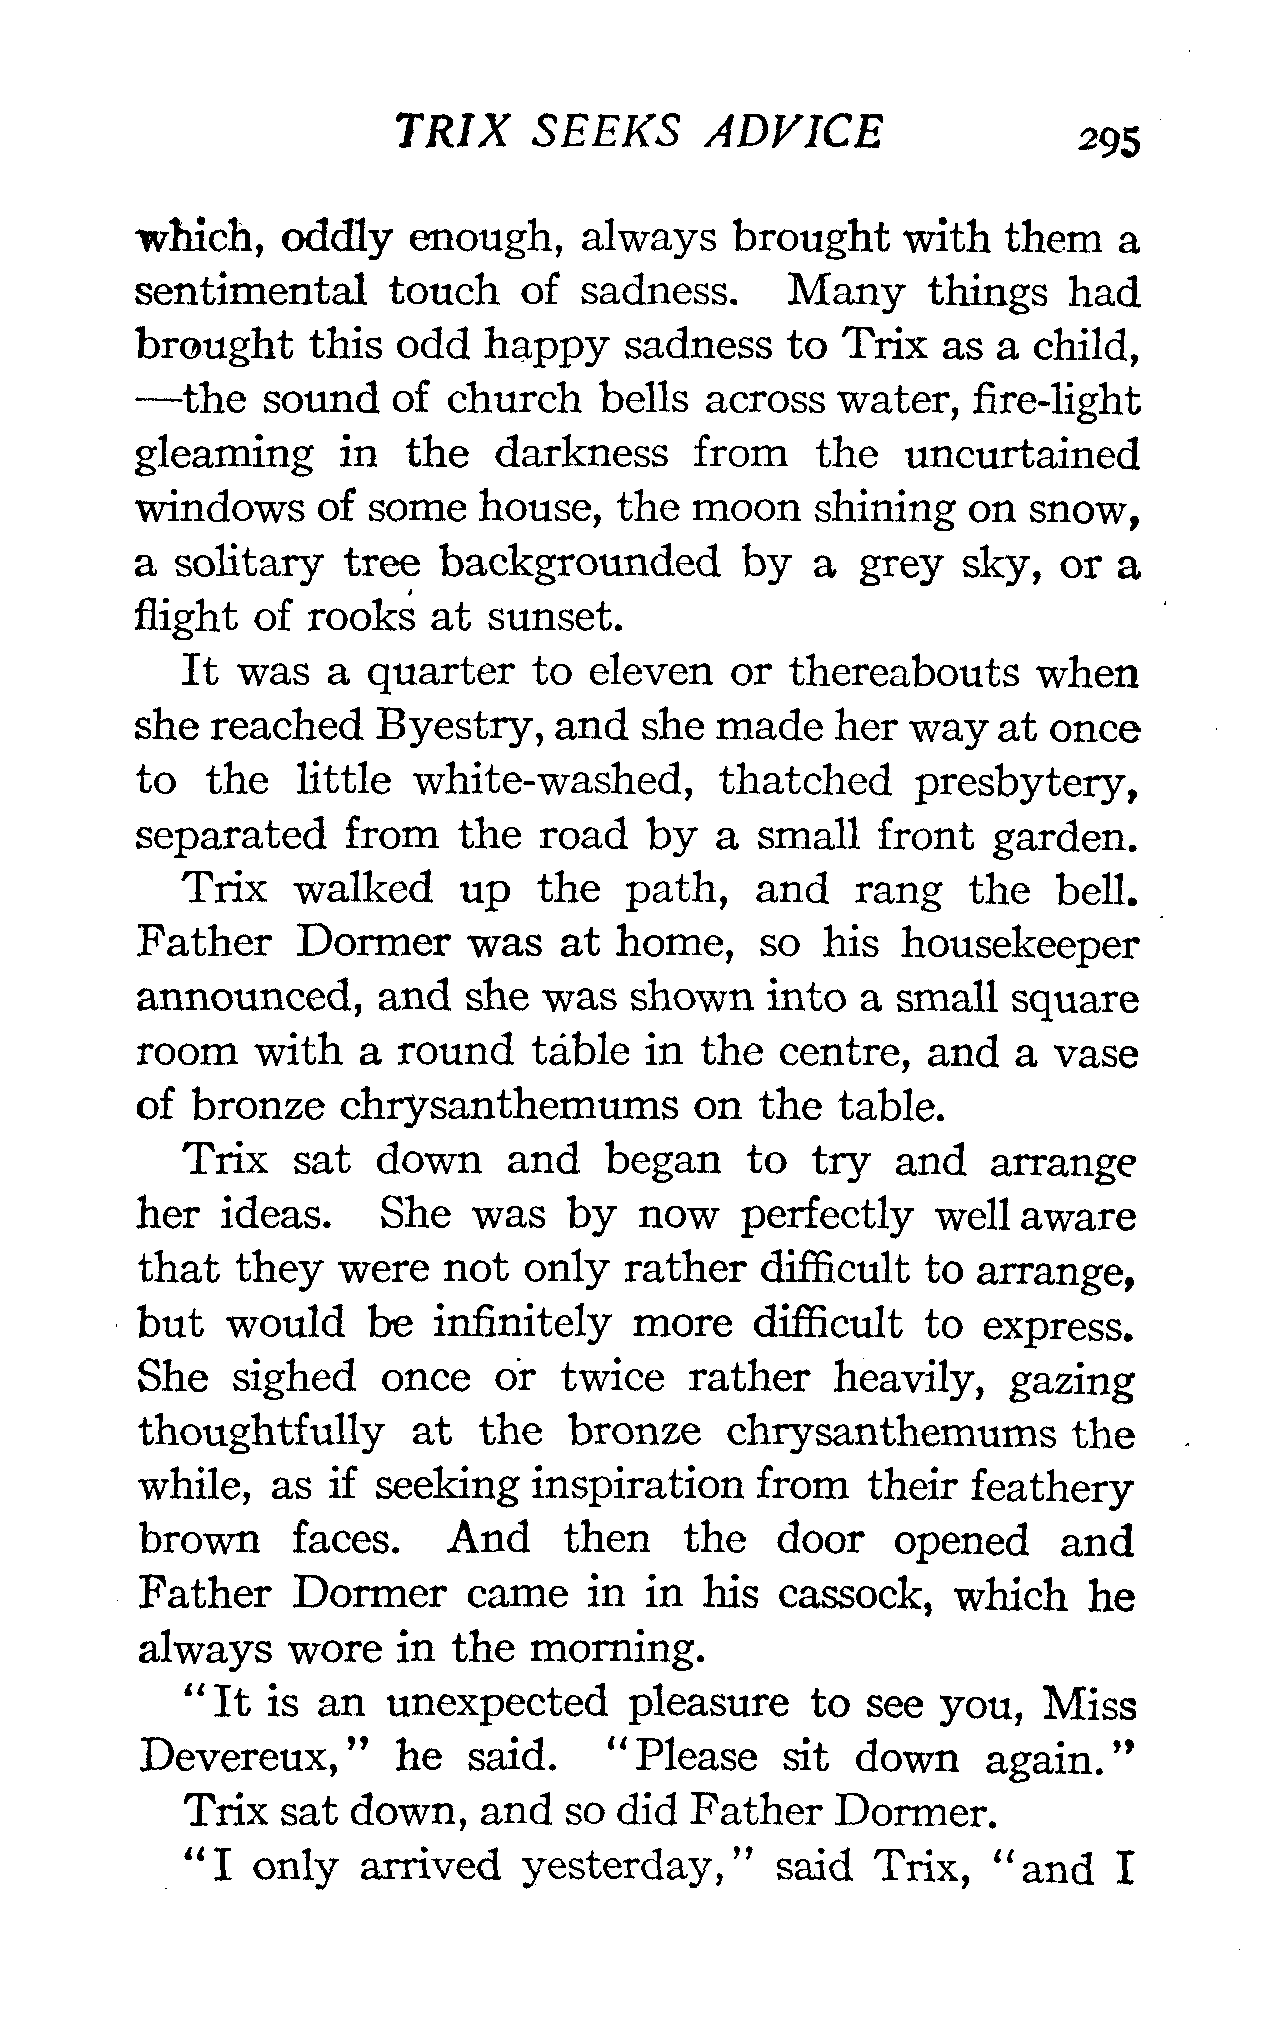 TRIX SEEKS ADVICE 295
which, oddly enough, always brought with them a
sentimental touch of sadness. Many things had
brought this odd happy sadness to Trix as a child,
—the sound of church bells across water, fire-light
gleaming in the darkness from the uncurtained
windows of some house, the moon shining on snow,
a solitary tree backgrounded by a grey sky, or a
flight of rooks at sunset.
It was a quarter to eleven or thereabouts when
she reached Byestry, and she made her way at once
to the little white-washed, thatched presbytery,
separated from the road by a small front garden.
Trix walked up the path, and rang the bell.
Father Dormer was at home, so his housekeeper
announced, and she was shown into a small square
room with a round table in the centre, and a vase
of bronze chrysanthemums on the table.
Trix sat down and began to try and arrange
her ideas. She was by now perfectly well aware
that they were not only rather difficult to arrange,
but would be infinitely more difficult to express.
She sighed once or twice rather heavily, gazing
thoughtfully at the bronze chrysanthemums the
while, as if seeking inspiration from their feathery
brown faces. And then the door opened and
Father Dormer came in in his cassock, which he
always wore in the morning.
"It is an unexpected pleasure to see you, Miss
Devereux," he said. "Please sit down again."
Trix sat down, and so did Father Dormer.
"I only arrived yesterday," said Trix, "and I